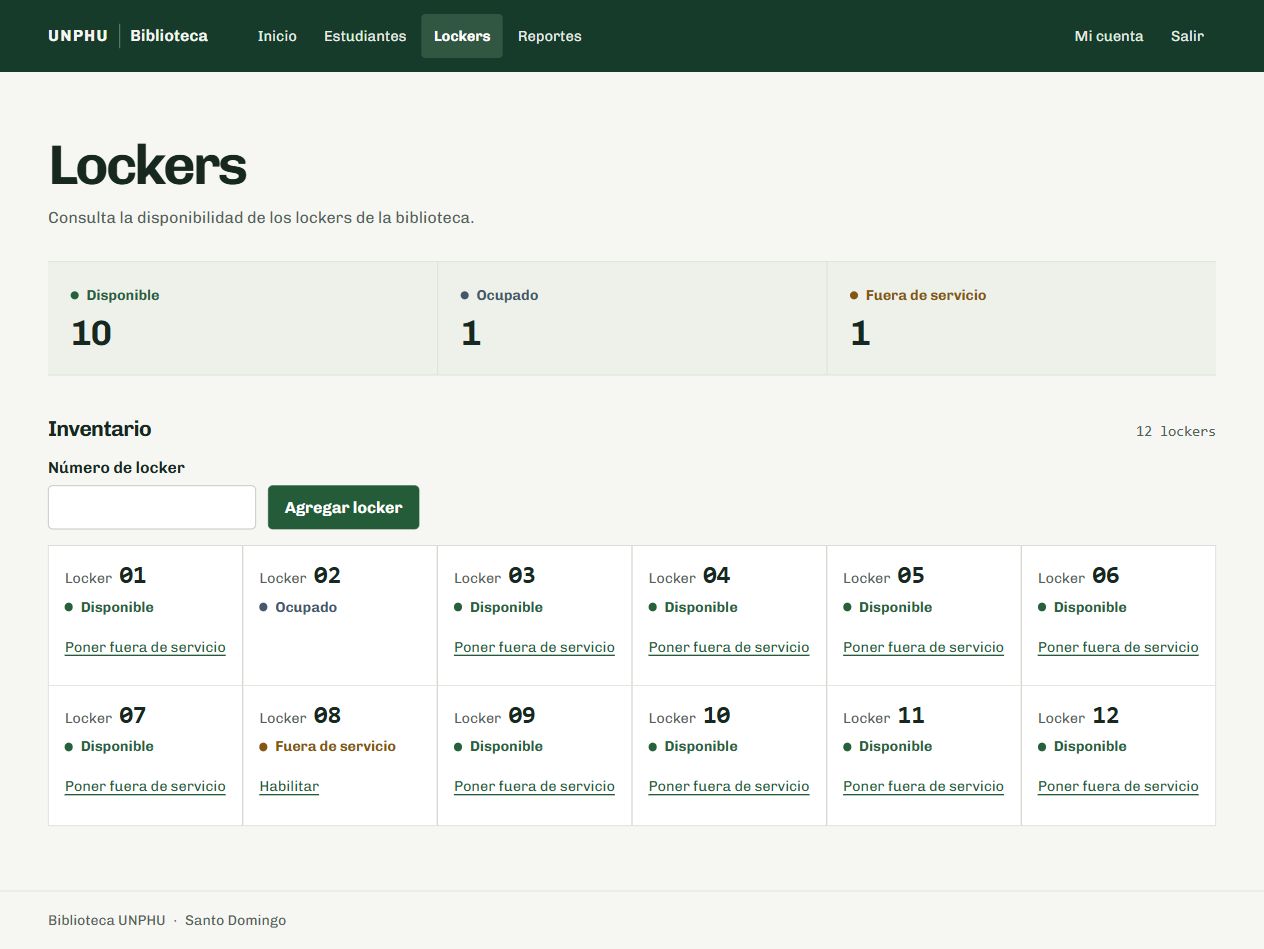 UNPHU Biblioteca Inicio Estudiantes Lockers Reportes Mi cuenta Salir
Lockers
Consulta la disponibilidad de los lockers de la biblioteca.
Disponible Ocupado Fuera de servicio
10 1 1
Inventario 12 lockers
Número de locker
Agregar locker
Locker 01 Locker 02 Locker 03 Locker 04 Locker 05 Locker 06
Disponible Ocupado Disponible Disponible Disponible Disponible
Poner fuera de servicio Poner fuera de servicio Poner fuera de servicio Poner fuera de servicio Poner fuera de servicio
Locker 07 Locker 08 Locker 09 Locker 10 Locker 11 Locker 12
Disponible Fuera de servicio Disponible Disponible Disponible Disponible
Poner fuera de servicio Habilitar Poner fuera de servicio Poner fuera de servicio Poner fuera de servicio Poner fuera de servicio
Biblioteca UNPHU · Santo Domingo